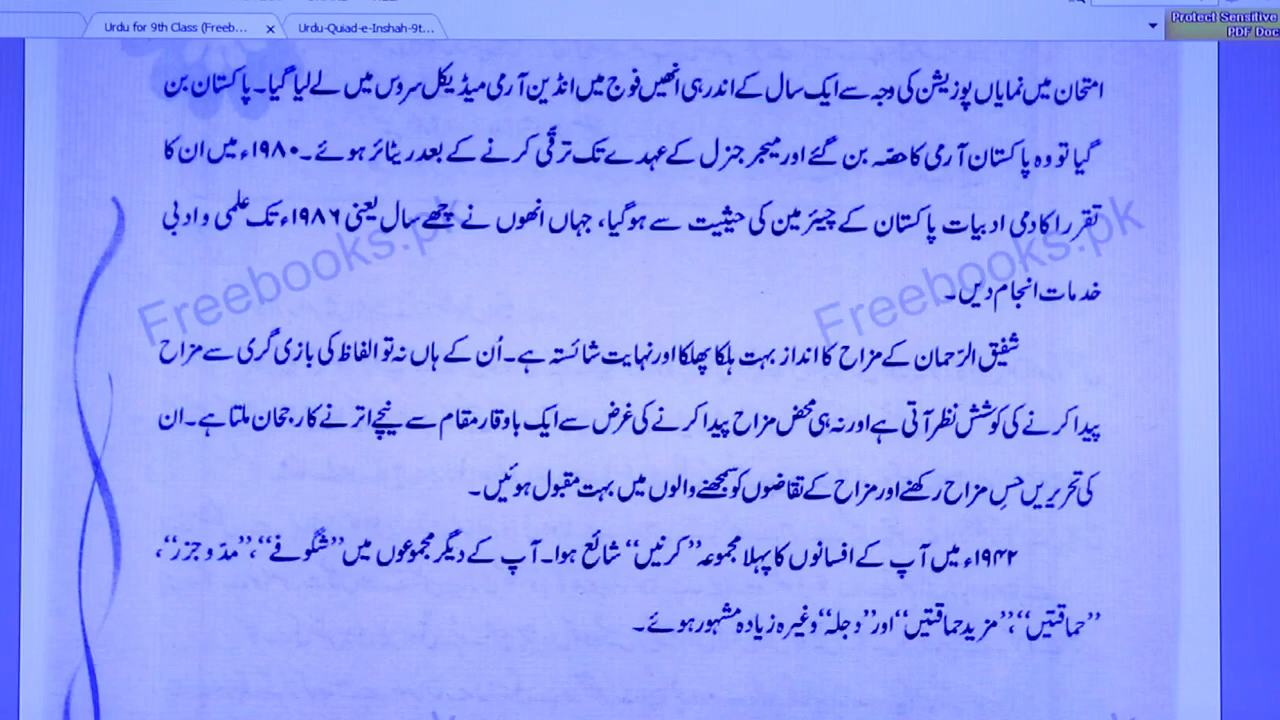 Urdu for 9th Class (Freeb... x
Urdu-Quiad-e-Inshah-9t...
Protect Sensitive
PDF Doc
امتحان میں نمایاں پوزیشن کی وجہ سے ایک سال کے اندر ہی انھیں فوج میں انڈین آرمی میڈیکل سروس میں لے لیا گیا۔ پاکستان بن
گیا تو وہ پاکستان آرمی کا حصّہ بن گئے اور میجر جنرل کے عہدے تک ترقّی کرنے کے بعد ریٹائر ہوئے۔ ۱۹۸۰ء میں ان کا
تقرر اکادمی ادبیات پاکستان کے چیئرمین کی حیثیت سے ہوگیا، جہاں انھوں نے چھے سال یعنی ۱۹۸۶ء تک علمی و ادبی
خدمات انجام دیں۔
شفیق الرّحمان کے مزاح کا انداز بہت ہلکا پھلکا اور نہایت شائستہ ہے۔ اُن کے ہاں نہ تو الفاظ کی بازی گری سے مزاح
پیدا کرنے کی کوشش نظر آتی ہے اور نہ ہی محض مزاح پیدا کرنے کی غرض سے ایک باوقار مقام سے نیچے اترنے کا رجحان ملتا ہے۔ ان
کی تحریریں حسِ مزاح رکھنے اور مزاح کے تقاضوں کو سمجھنے والوں میں بہت مقبول ہوئیں۔
۱۹۴۲ء میں آپ کے افسانوں کا پہلا مجموعہ ”کرنیں“ شائع ہوا۔ آپ کے دیگر مجموعوں میں ”شگوفے“، ”مدّ و جزر“،
”حماقتیں“، ”مزید حماقتیں“ اور ”دجلہ“ وغیرہ زیادہ مشہور ہوئے۔
Freebooks.pk
Freebooks.pk